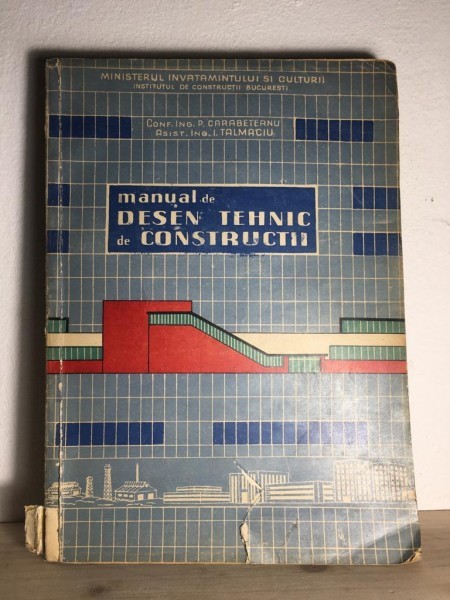 MINISTERUL INVATAMINTULUI SI CULTURII
INSTITUTUL DE CONSTRUCTII BUCURESTI
CONF. ING. P. CARABETEANU
ASIST. ING. I. TALMACIU
manual de
DESEN TEHNIC
de CONSTRUCTII